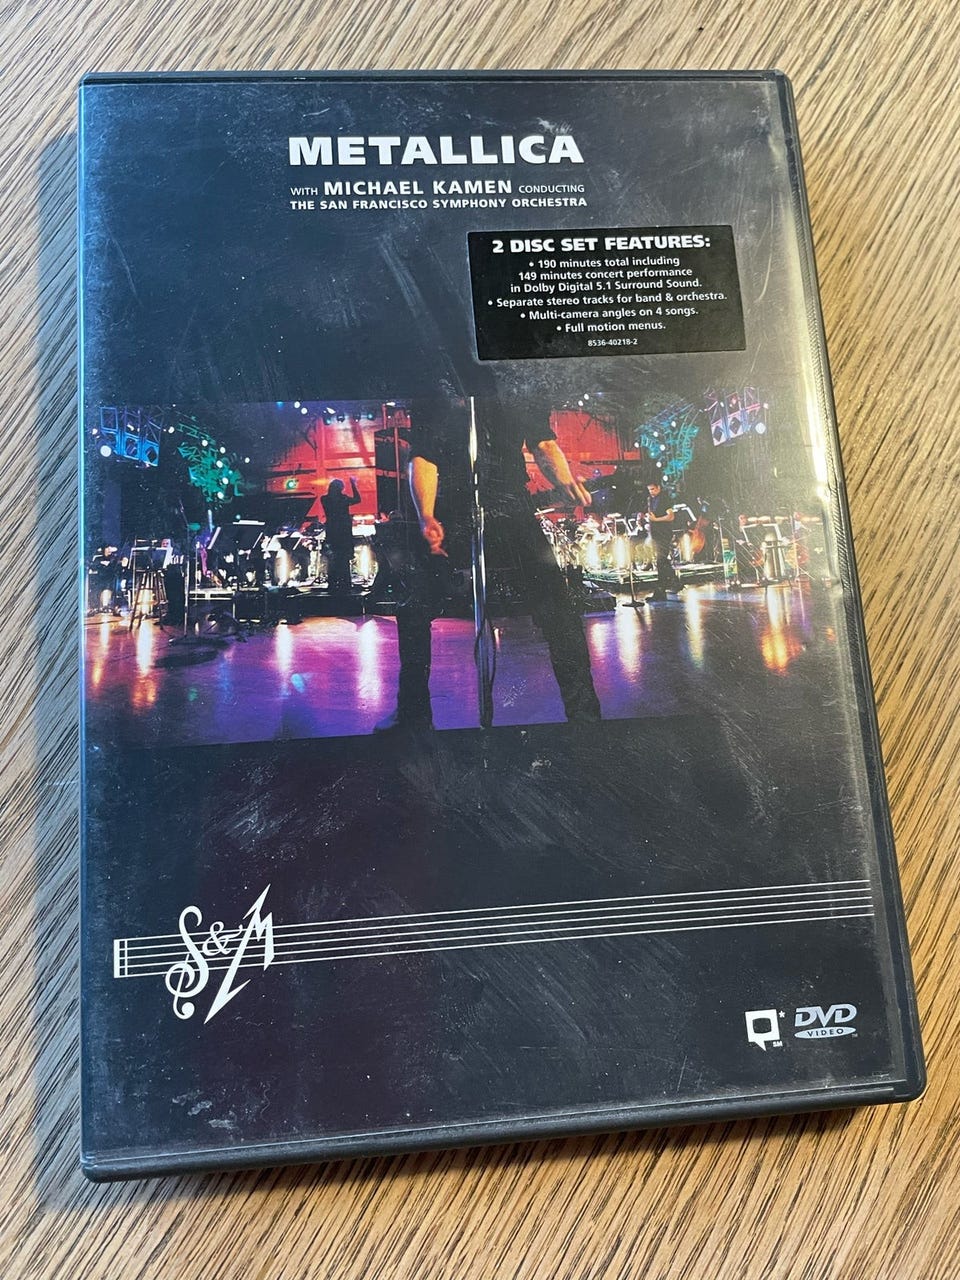 METALLICA
WITH MICHAEL KAMEN CONDUCTING
THE SAN FRANCISCO SYMPHONY ORCHESTRA
2 DISC SET FEATURES:
• 190 minutes total including
149 minutes concert performance
in Dolby Digital 5.1 Surround Sound.
• Separate stereo tracks for band & orchestra.
• Multi-camera angles on 4 songs.
• Full motion menus.
8536-40218-2
S&M
* SM
DVD
VIDEO